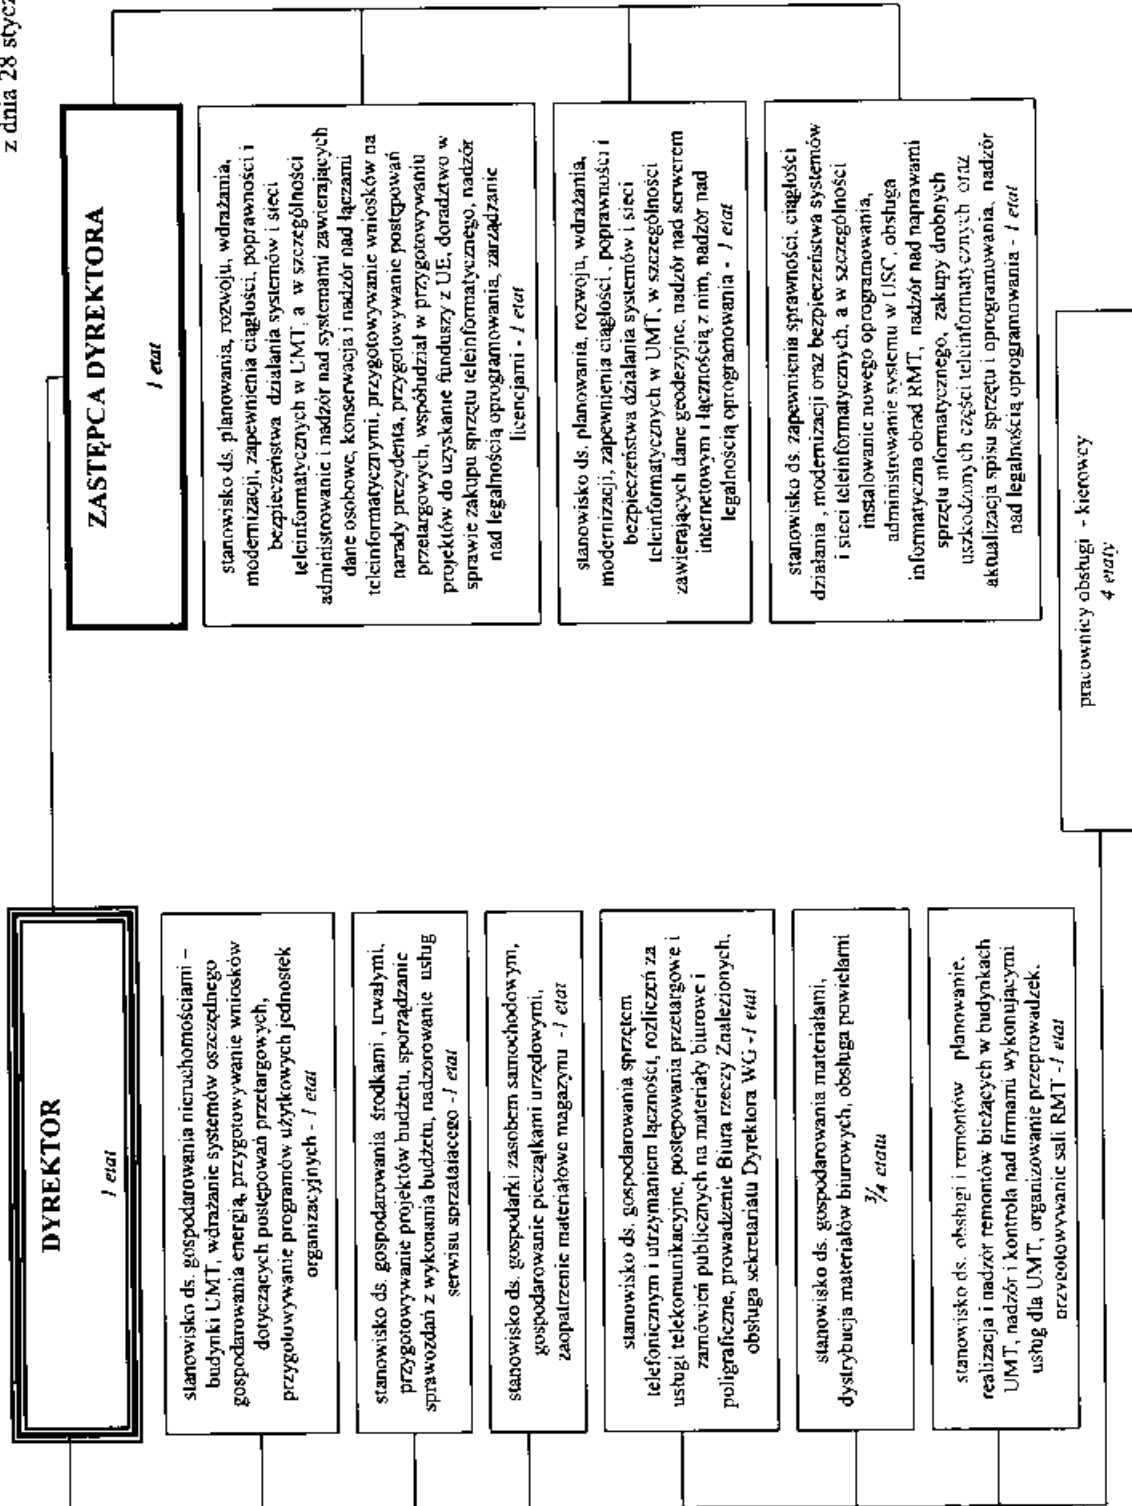 z dnia 28 stycz
DYREKTOR
1 etat
stanowisko ds. gospodarowania nieruchomościami –
budynki UMT, wdrażanie systemów oszczędnego
gospodarowania energią, przygotowywanie wniosków
dotyczących postępowań przetargowych,
przygotowywanie programów użytkowych jednostek
organizacyjnych - 1 etat
stanowisko ds. gospodarowania środkami , trwałymi,
przygotowywanie projektów budżetu, sporządzanie
sprawozdań z wykonania budżetu, nadzorowanie usług
serwisu sprzątającego -1 etat
stanowisko ds. gospodarki zasobem samochodowym,
gospodarowanie pieczątkami urzędowymi,
zaopatrzenie materiałowe magazynu -1 etat
stanowisko ds. gospodarowania sprzętem
telefonicznym i utrzymaniem łączności, rozliczeń za
usługi telekomunikacyjne, postępowania przetargowe i
zamówień publicznych na materiały biurowe i
poligraficzne, prowadzenie Biura rzeczy Znalezionych,
obsługa sekretariatu Dyrektora WG -1 etat
stanowisko ds. gospodarowania materiałami,
dystrybucja materiałów biurowych, obsługa powielarni
¾ etatu
stanowisko ds. obsługi i remontów planowanie.
realizacja i nadzór remontów bieżących w budynkach
UMT, nadzór i kontrola nad firmami wykonującymi
usług dla UMT, organizowanie przeprowadzek.
przygotowywanie sali RMT -1 etat
ZASTĘPCA DYREKTORA
1 etat
stanowisko ds. planowania, rozwoju, wdrażania,
modernizacji, zapewnienia ciągłości, poprawności i
bezpieczeństwa działania systemów i sieci
teleinformatycznych w UMT, a w szczególności
administrowanie i nadzór nad systemami zawierających
dane osobowe, konserwacja i nadzór nad łączami
teleinformatycznymi, przygotowywanie wniosków na
narady prezydenta, przygotowywanie postępowań
przetargowych, współudział w przygotowywaniu
projektów do uzyskanie funduszy z UE, doradztwo w
sprawie zakupu sprzętu teleinformatycznego, nadzór
nad legalnością oprogramowania, zarządzanie
licencjami - 1 etat
stanowisko ds. planowania, rozwoju, wdrażania,
modernizacji, zapewnienia ciągłości , poprawności i
bezpieczeństwa działania systemów i sieci
teleinformatycznych w UMT, w szczególności
zawierających dane geodezyjne, nadzór nad serwerem
internetowym i łącznością z nim, nadzór nad
legalnością oprogramowania - 1 etat
stanowisko ds. zapewnienia sprawności, ciągłości
działania , modernizacji oraz bezpieczeństwa systemów
i sieci teleinformatycznych, a w szczególności
instalowanie nowego oprogramowania,
administrowanie systemu w USC, obsługa
informatyczna obrad RMT, nadzór nad naprawami
sprzętu informatycznego, zakupy drobnych
uszkodzonych części teleinformatycznych oraz
aktualizacja spisu sprzętu i oprogramowania, nadzór
nad legalnością oprogramowania - 1 etat
pracownicy obsługi - kierowcy
4 etaty